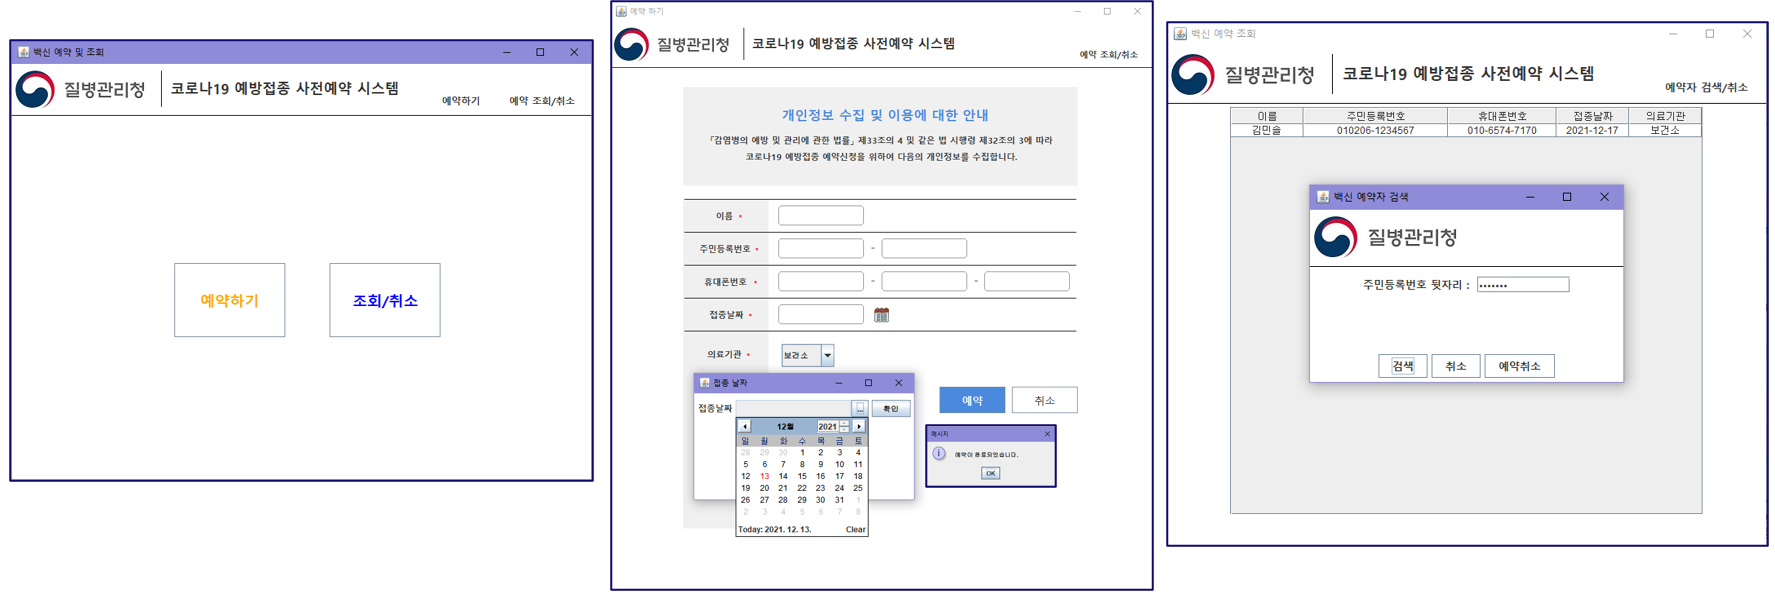 백신 예약 및 조회
질병관리청
코로나19 예방접종 사전예약 시스템
예약하기 예약 조회/취소
예약하기
조회/취소
예약 하기
질병관리청
코로나19 예방접종 사전예약 시스템
예약 조회/취소
개인정보 수집 및 이용에 대한 안내
「감염병의 예방 및 관리에 관한 법률」 제33조의 4 및 같은 법 시행령 제32조의 3에 따라
코로나19 예방접종 예약신청을 위하여 다음의 개인정보를 수집합니다.
이름 *
주민등록번호 * -
휴대폰번호 * - -
접종날짜 *
의료기관 * 보건소
예약 취소
접종 날짜
접종날짜 ... 확인
12월 2021
일 월 화 수 목 금 토
28 29 30 1 2 3 4
5 6 7 8 9 10 11
12 13 14 15 16 17 18
19 20 21 22 23 24 25
26 27 28 29 30 31 1
2 3 4 5 6 7 8
Today: 2021. 12. 13. Clear
메시지
예약이 완료되었습니다.
OK
백신 예약 조회
질병관리청
코로나19 예방접종 사전예약 시스템
예약자 검색/취소
이름 주민등록번호 휴대폰번호 접종날짜 의료기관
김민솔 010206-1234567 010-6574-7170 2021-12-17 보건소
백신 예약자 검색
질병관리청
주민등록번호 뒷자리 : •••••••
검색 취소 예약취소